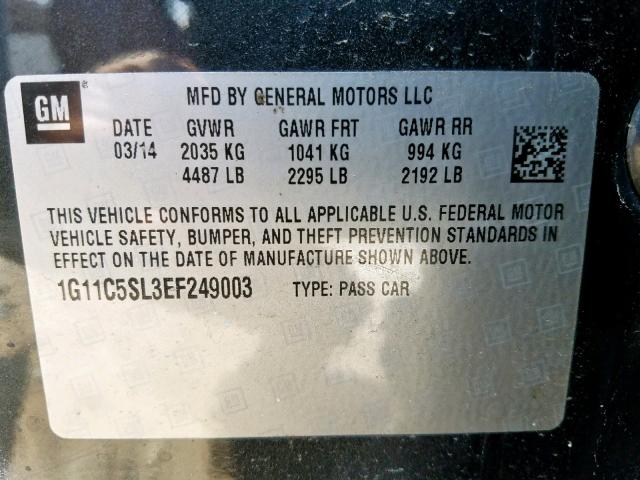 GM ®
MFD BY GENERAL MOTORS LLC
DATE GVWR GAWR FRT GAWR RR
03/14 2035 KG 1041 KG 994 KG
4487 LB 2295 LB 2192 LB
THIS VEHICLE CONFORMS TO ALL APPLICABLE U.S. FEDERAL MOTOR
VEHICLE SAFETY, BUMPER, AND THEFT PREVENTION STANDARDS IN
EFFECT ON THE DATE OF MANUFACTURE SHOWN ABOVE.
1G11C5SL3EF249003 TYPE: PASS CAR